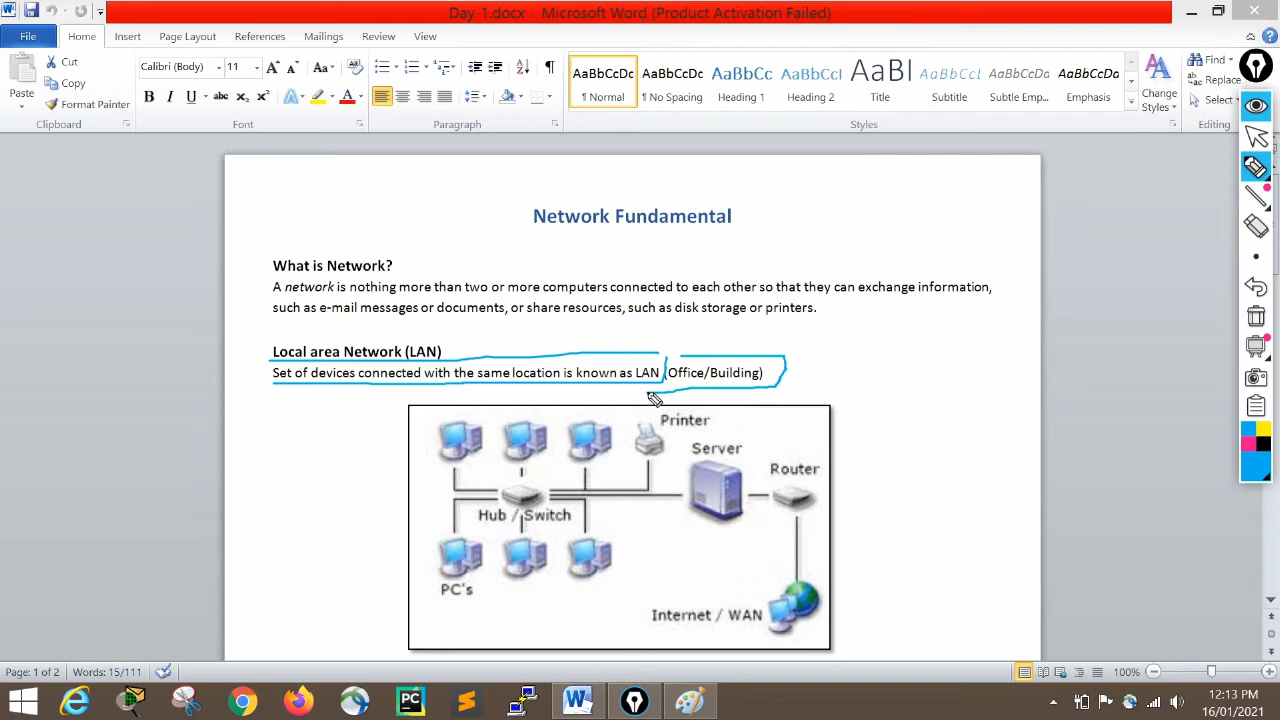 Day-1.docx - Microsoft Word (Product Activation Failed)
File Home Insert Page Layout References Mailings Review View
Paste
Cut
Copy
Format Painter
Clipboard
Calibri (Body) 11
Font
Paragraph
AaBbCcDc AaBbCcDc AaBbCc AaBbCcI AaBl AaBbCcL AaBbCcDc AaBbCcDc
¶ Normal ¶ No Spacing Heading 1 Heading 2 Title Subtitle Subtle Emp... Emphasis
Change Styles
Styles
Find
Replace
Select
Editing
Network Fundamental
What is Network?
A network is nothing more than two or more computers connected to each other so that they can exchange information,
such as e-mail messages or documents, or share resources, such as disk storage or printers.
Local area Network (LAN)
Set of devices connected with the same location is known as LAN (Office/Building)
Printer
Server
Router
Hub / Switch
PC's
Internet / WAN
Page: 1 of 2 Words: 15/111 100%
12:13 PM
16/01/2021